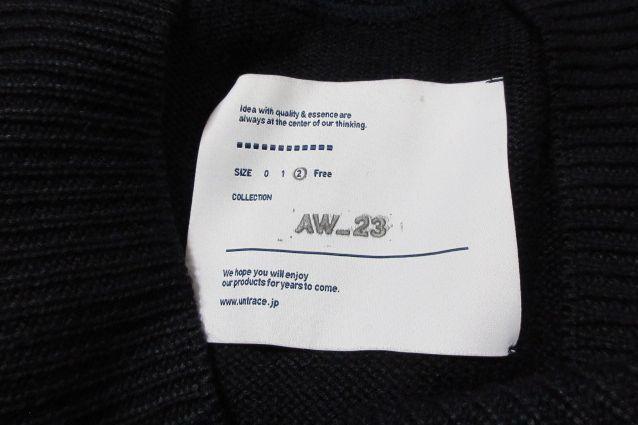 Idea with quality & essence are
always at the center of our thinking.
SIZE 0 1 2 Free
COLLECTION
AW_23
We hope you will enjoy
our products for years to come.
www.untrace.jp